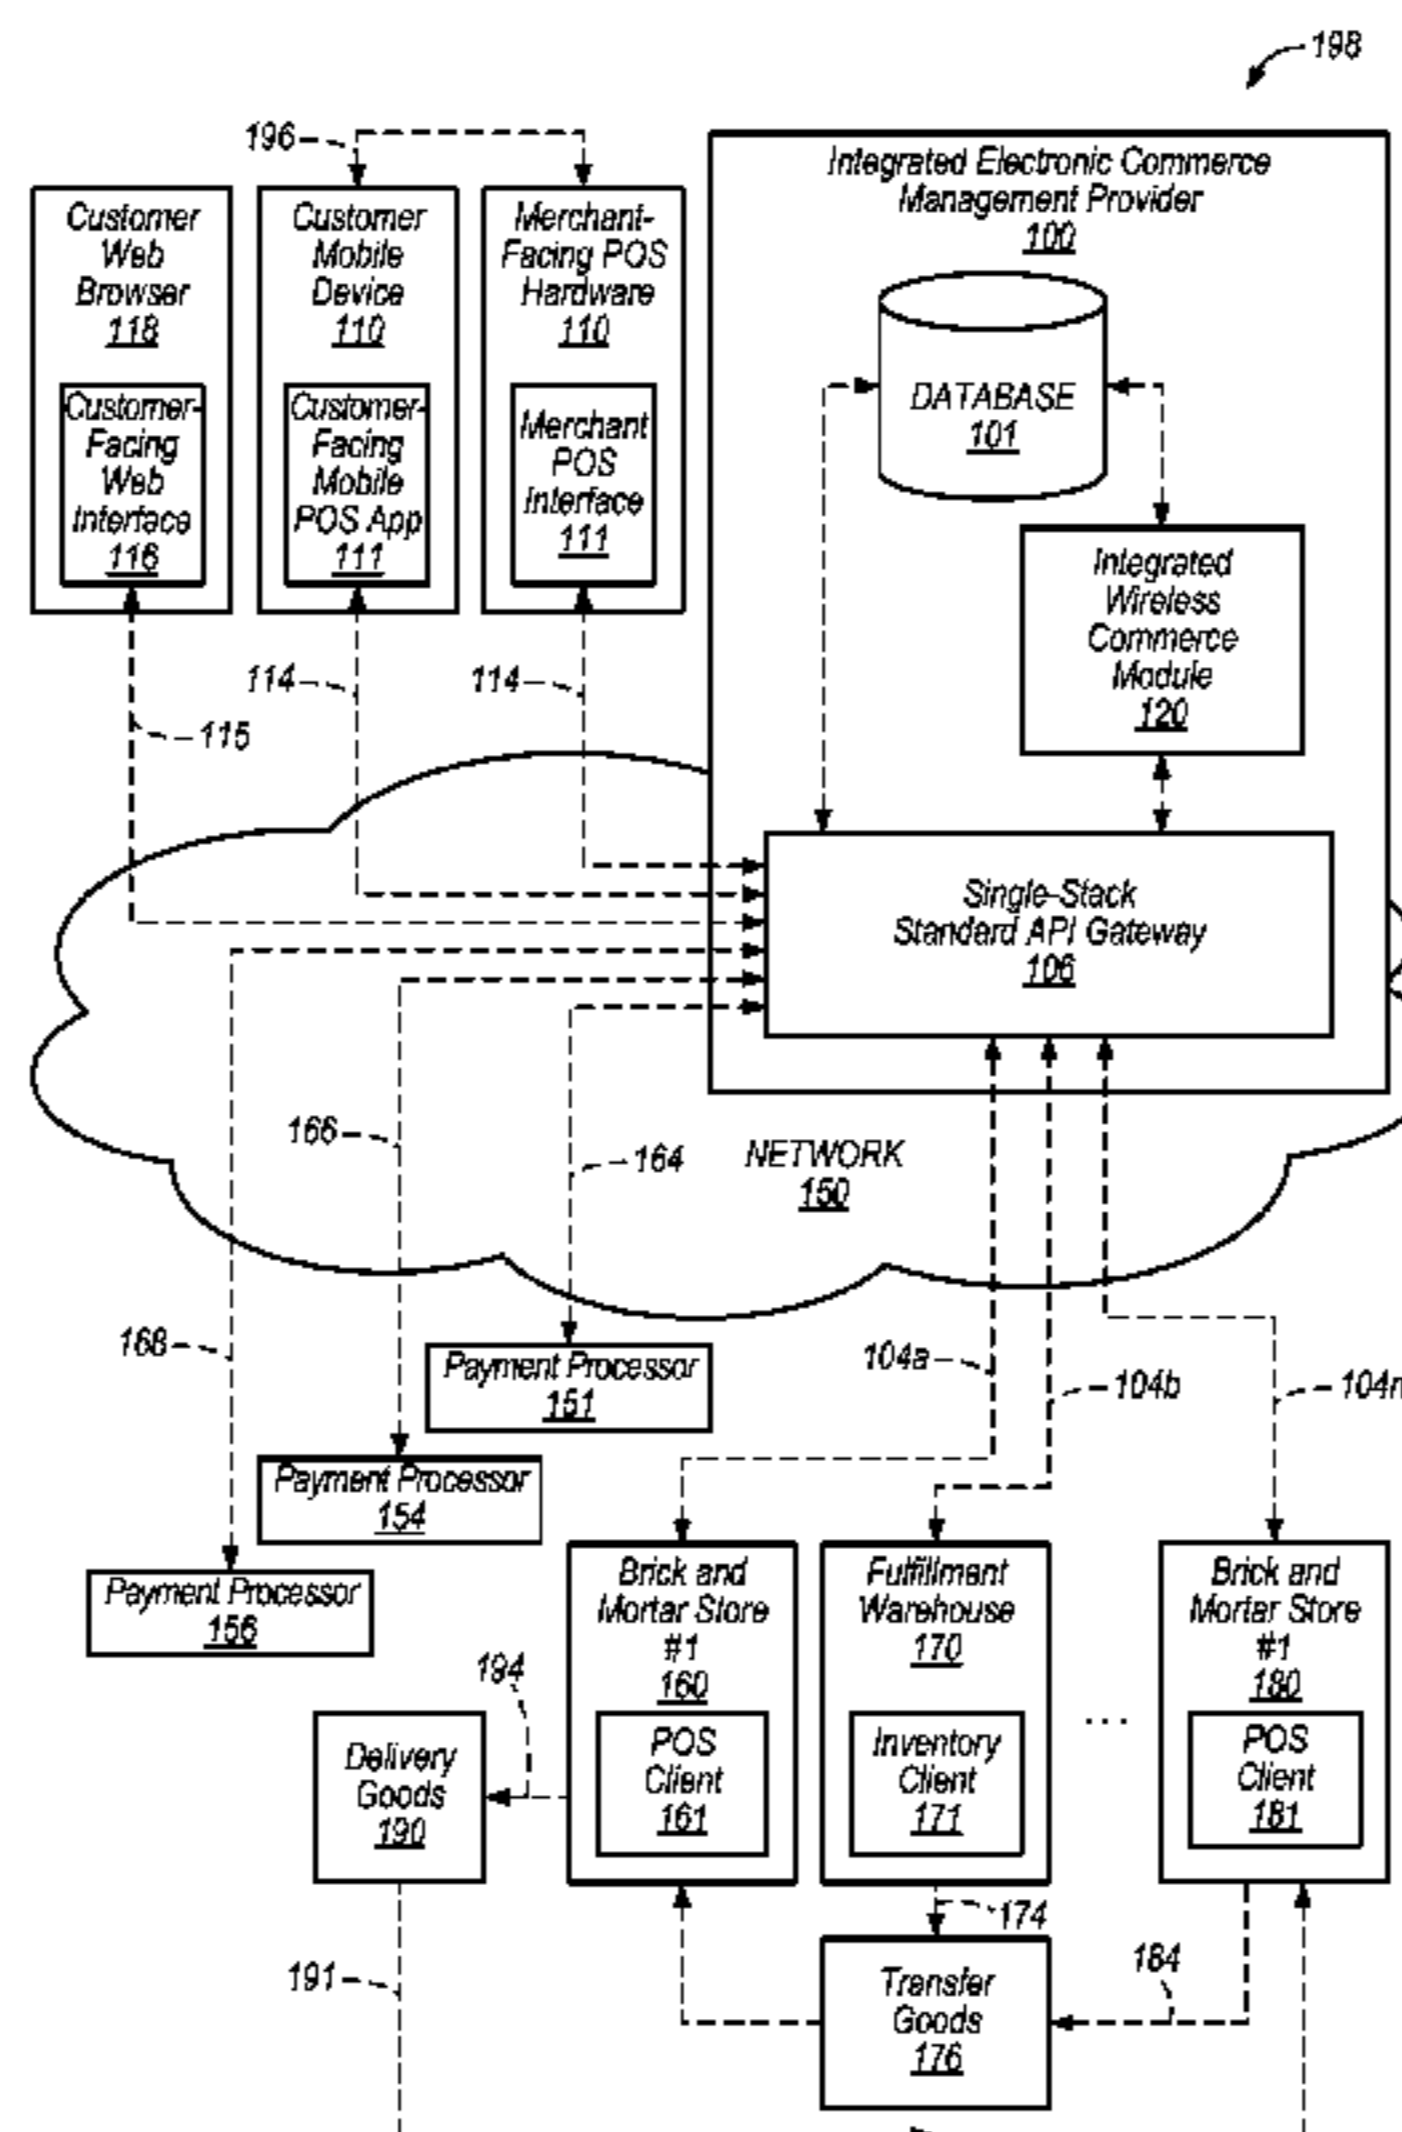 198
196
Integrated Electronic Commerce
Management Provider
100
Customer
Web
Browser
118
Customer-
Facing
Web
Interface
116
Customer
Mobile
Device
110
Customer-
Facing
Mobile
POS App
111
Merchant-
Facing POS
Hardware
110
Merchant
POS
Interface
111
DATABASE
101
Integrated
Wireless
Commerce
Module
120
114
114
115
Single-Stack
Standard API Gateway
106
166
164
NETWORK
150
168
Payment Processor
151
104a
104b
104n
Payment Processor
154
Payment Processor
156
Brick and
Mortar Store
#1
160
POS
Client
161
Fulfillment
Warehouse
170
Inventory
Client
171
...
Brick and
Mortar Store
#1
180
POS
Client
181
194
Delivery
Goods
190
174
191
184
Transfer
Goods
176